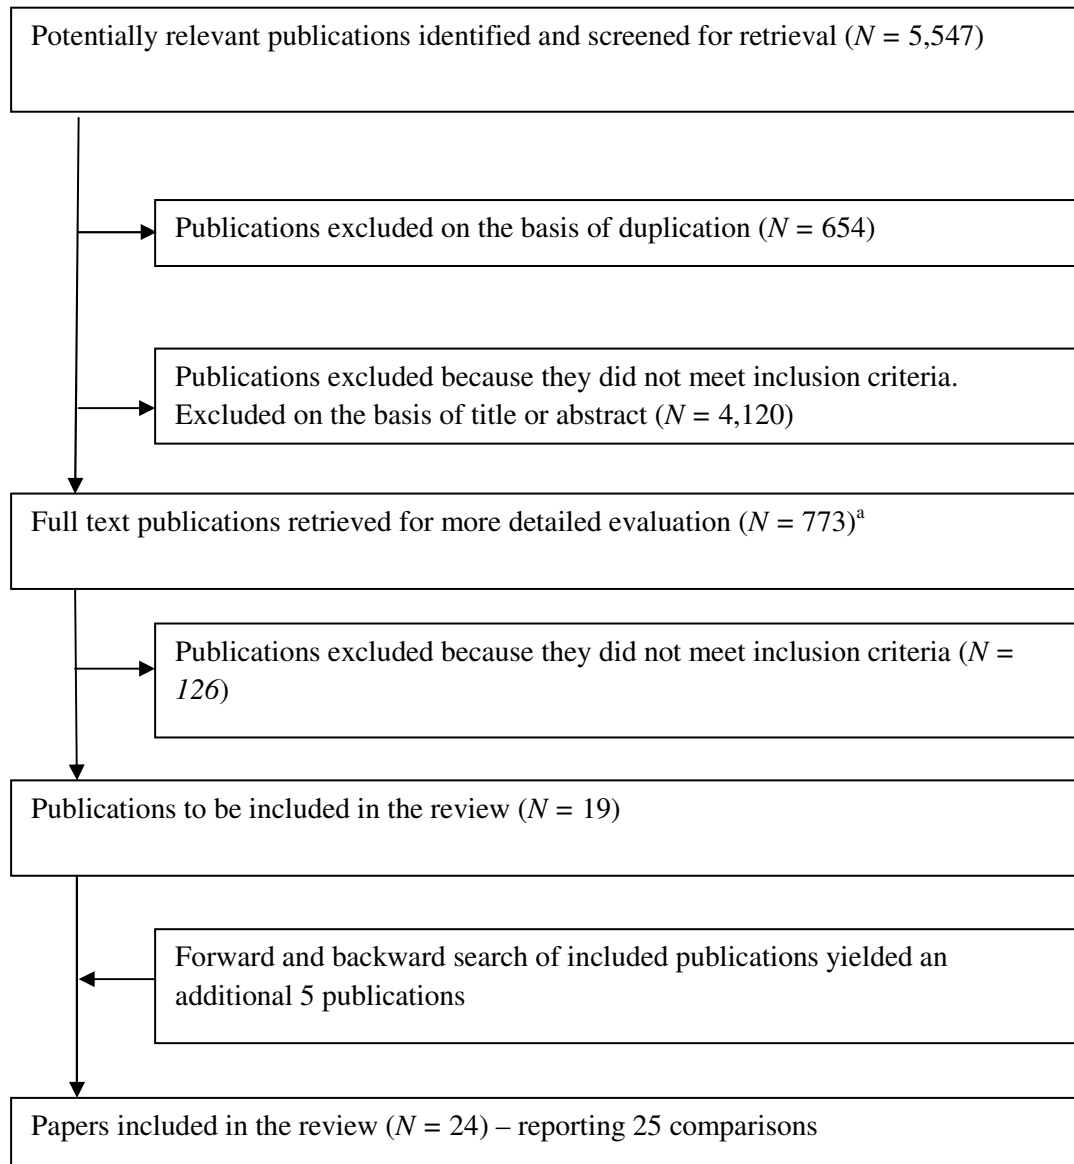 Potentially relevant publications identified and screened for retrieval (N = 5,547)
Publications excluded on the basis of duplication (N = 654)
Publications excluded because they did not meet inclusion criteria.
Excluded on the basis of title or abstract (N = 4,120)
Full text publications retrieved for more detailed evaluation (N = 773)ᵃ
Publications excluded because they did not meet inclusion criteria (N =
126)
Publications to be included in the review (N = 19)
Forward and backward search of included publications yielded an
additional 5 publications
Papers included in the review (N = 24) – reporting 25 comparisons